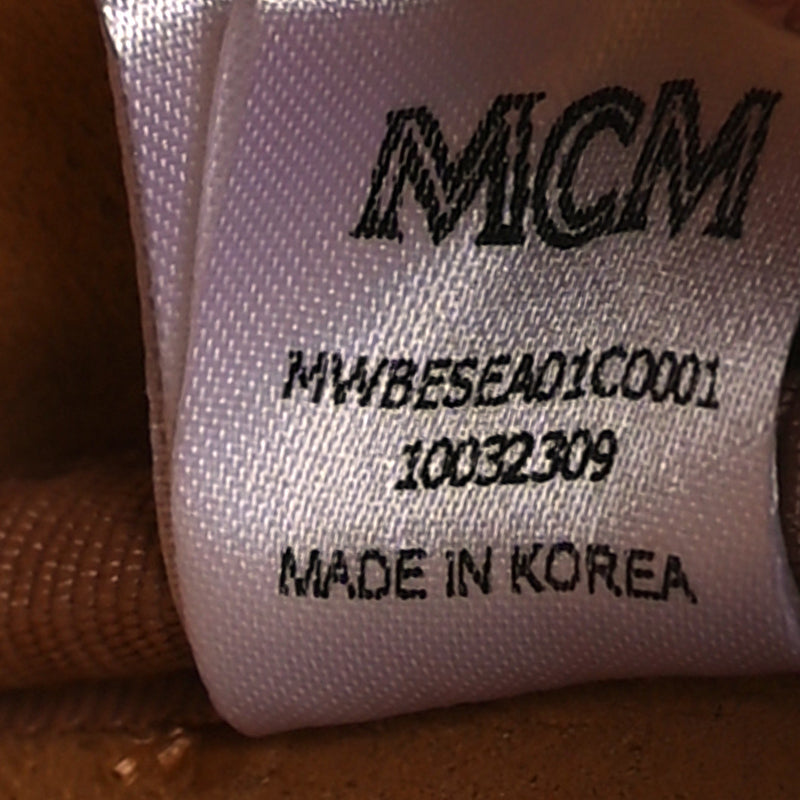 MCM
MWBESEA01CO001
10032309
MADE IN KOREA